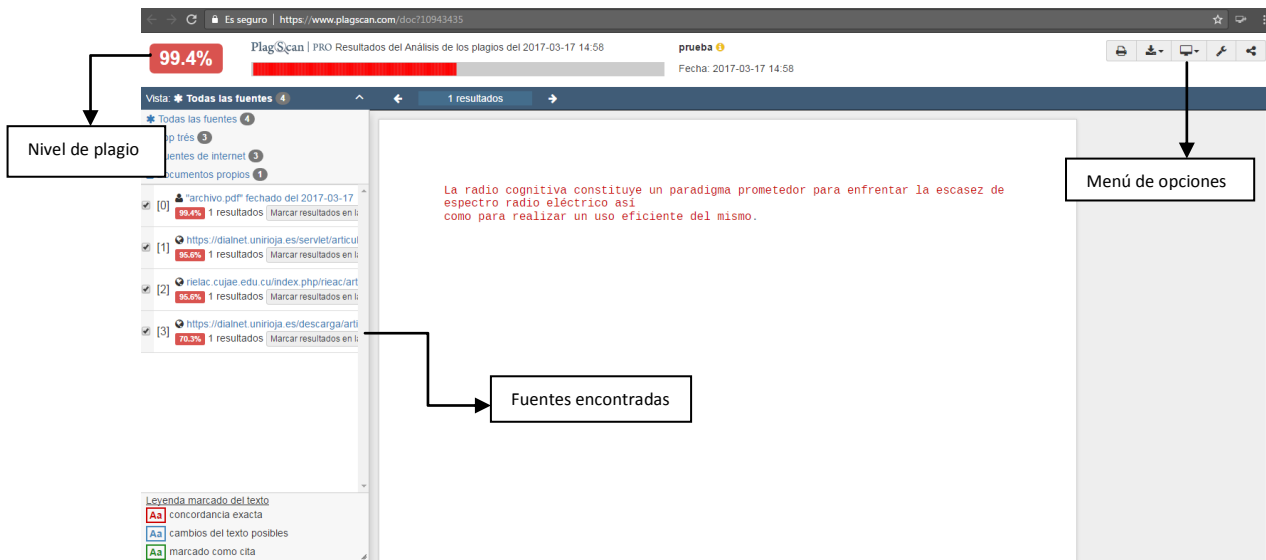 Es seguro | https://www.plagscan.com/doc?10943435
99.4%
PlagScan | PRO Resultados del Análisis de los plagios del 2017-03-17 14:58
prueba
Fecha: 2017-03-17 14:58
Vista: ✱ Todas las fuentes 4
1 resultados
✱ Todas las fuentes 4
op trés 3
uentes de internet 3
ocumentos propios 1
Nivel de plagio
Menú de opciones
[0] "archivo.pdf" fechado del 2017-03-17
99.4% 1 resultados Marcar resultados en
[1] https://dialnet.unirioja.es/servlet/articul
95.6% 1 resultados Marcar resultados en
[2] rielac.cujae.edu.cu/index.php/rieac/art
95.6% 1 resultados Marcar resultados en
[3] https://dialnet.unirioja.es/descarga/arti
70.3% 1 resultados Marcar resultados en
La radio cognitiva constituye un paradigma prometedor para enfrentar la escasez de
espectro radio eléctrico así
como para realizar un uso eficiente del mismo.
Fuentes encontradas
Leyenda marcado del texto
Aa concordancia exacta
Aa cambios del texto posibles
Aa marcado como cita